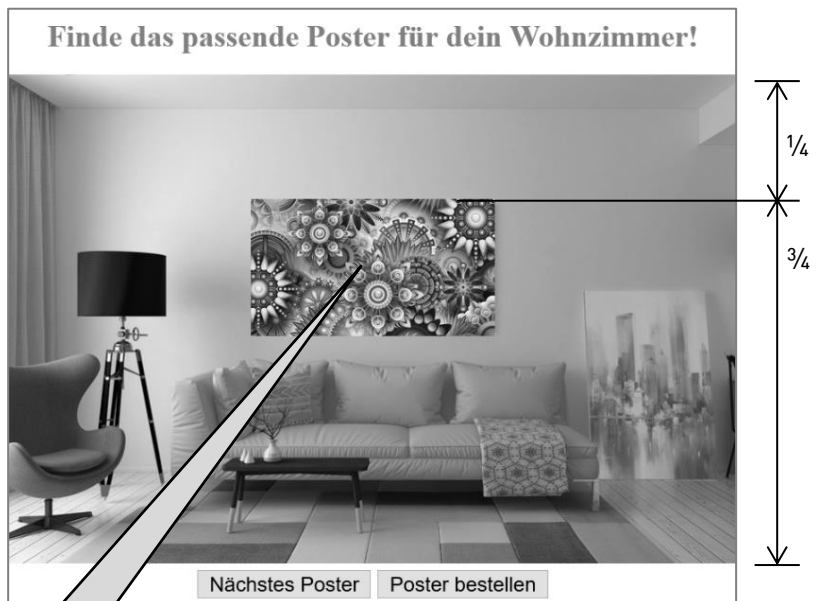 Finde das passende Poster für dein Wohnzimmer!
¼
¾
Nächstes Poster Poster bestellen